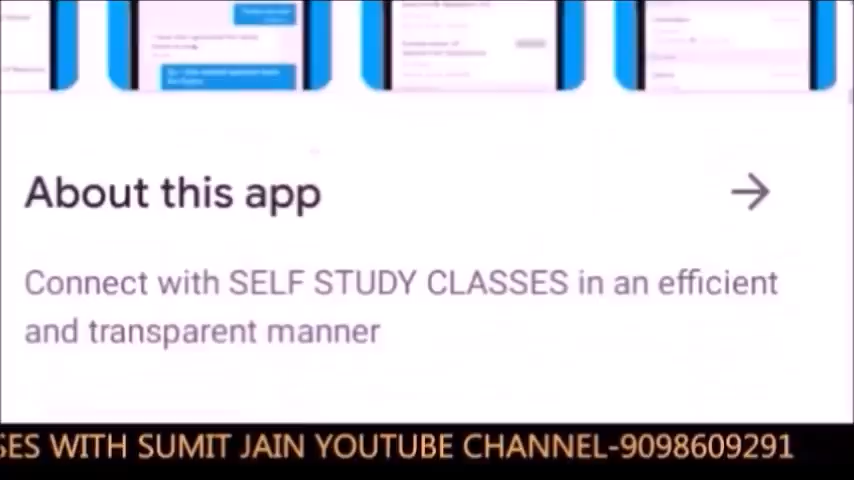 About this app
Connect with SELF STUDY CLASSES in an efficient
and transparent manner
SES WITH SUMIT JAIN YOUTUBE CHANNEL-9098609291